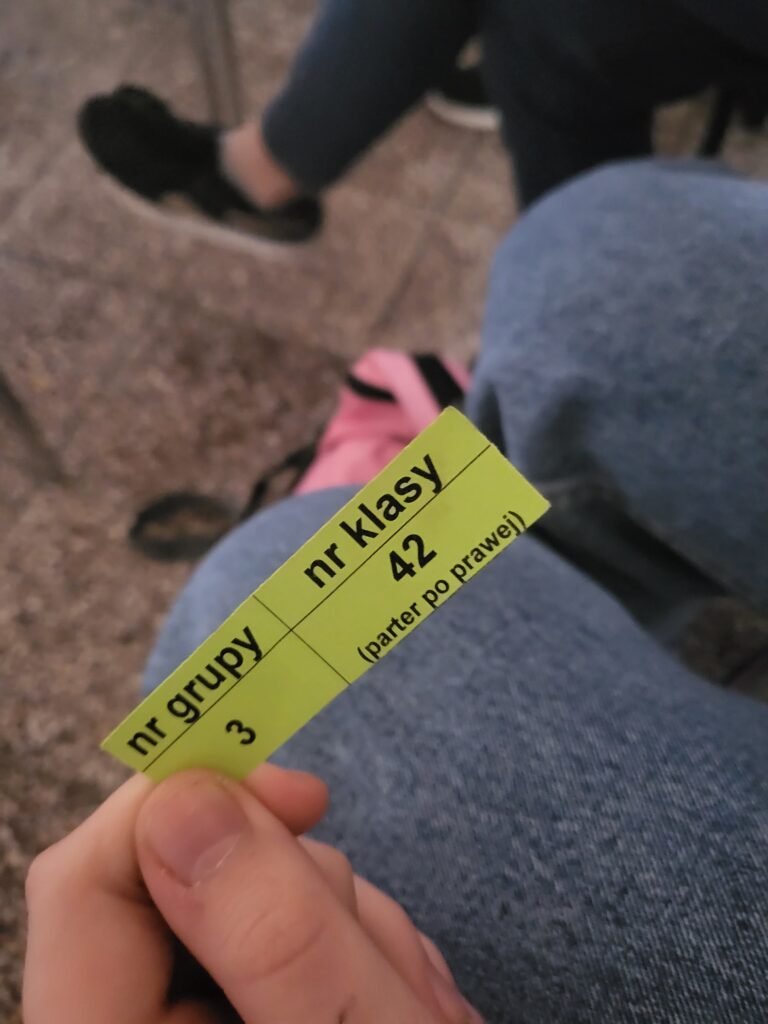 nr grupy nr klasy
3 42
(parter po prawej)